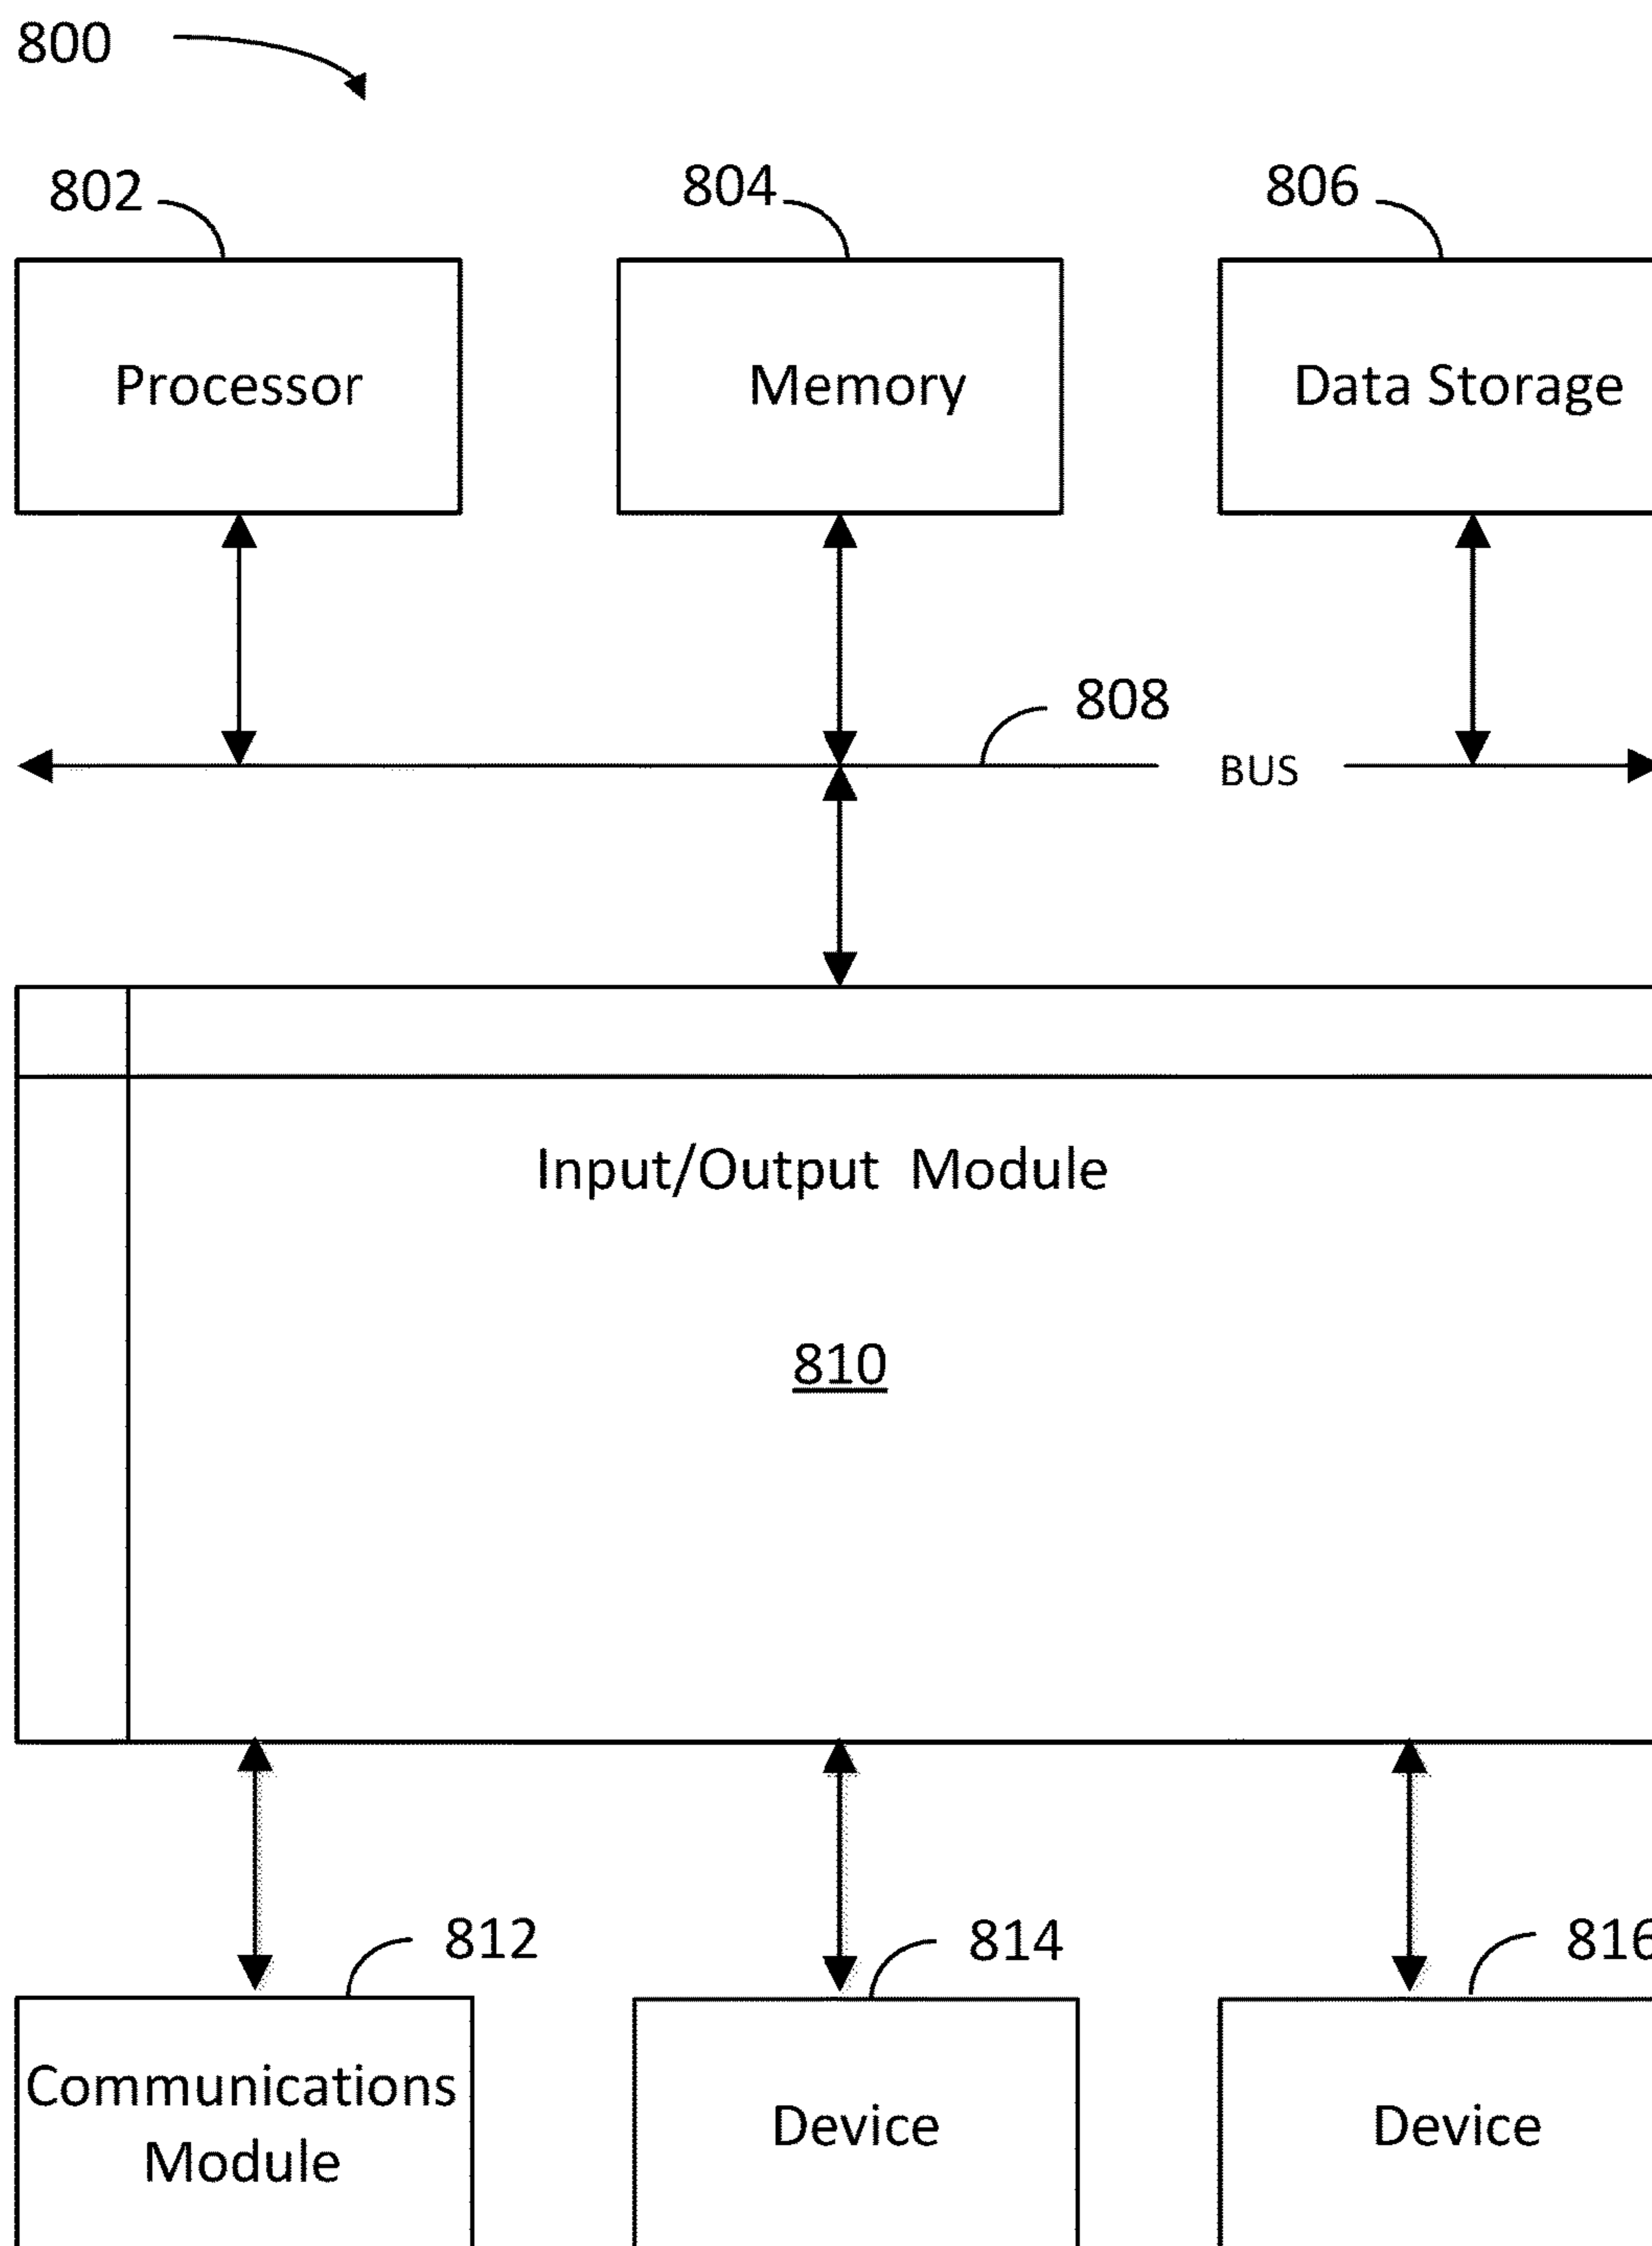 800
802
804
806
Processor
Memory
Data Storage
808
BUS
Input/Output Module
810
812
814
816
Communications
Module
Device
Device